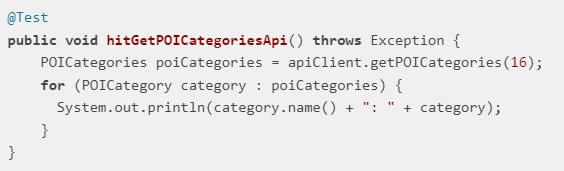 @Test
public void hitGetPOICategoriesApi() throws Exception {
    POICategories poiCategories = apiClient.getPOICategories(16);
    for (POICategory category : poiCategories) {
      System.out.println(category.name() + ": " + category);
    }
}